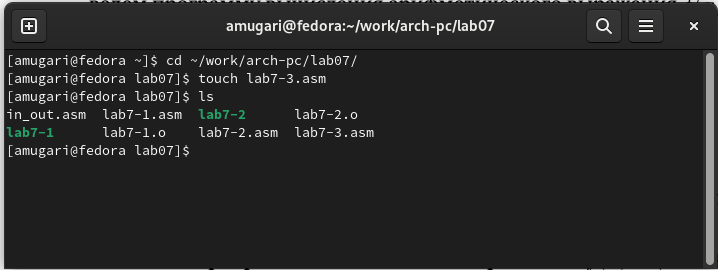 amugari@fedora:~/work/arch-pc/lab07
[amugari@fedora ~]$ cd ~/work/arch-pc/lab07/
[amugari@fedora lab07]$ touch lab7-3.asm
[amugari@fedora lab07]$ ls
in_out.asm  lab7-1.asm  lab7-2      lab7-2.o
lab7-1      lab7-1.o    lab7-2.asm  lab7-3.asm
[amugari@fedora lab07]$